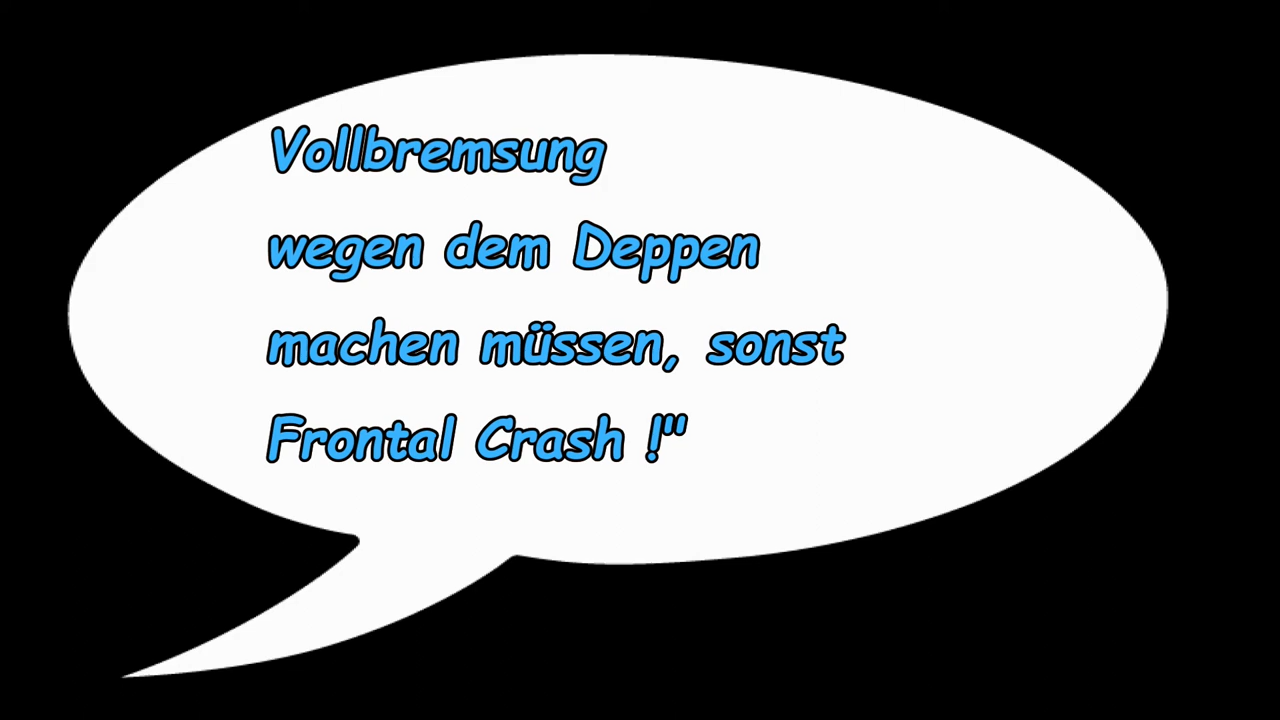 Vollbremsung
wegen dem Deppen
machen müssen, sonst
Frontal Crash !"